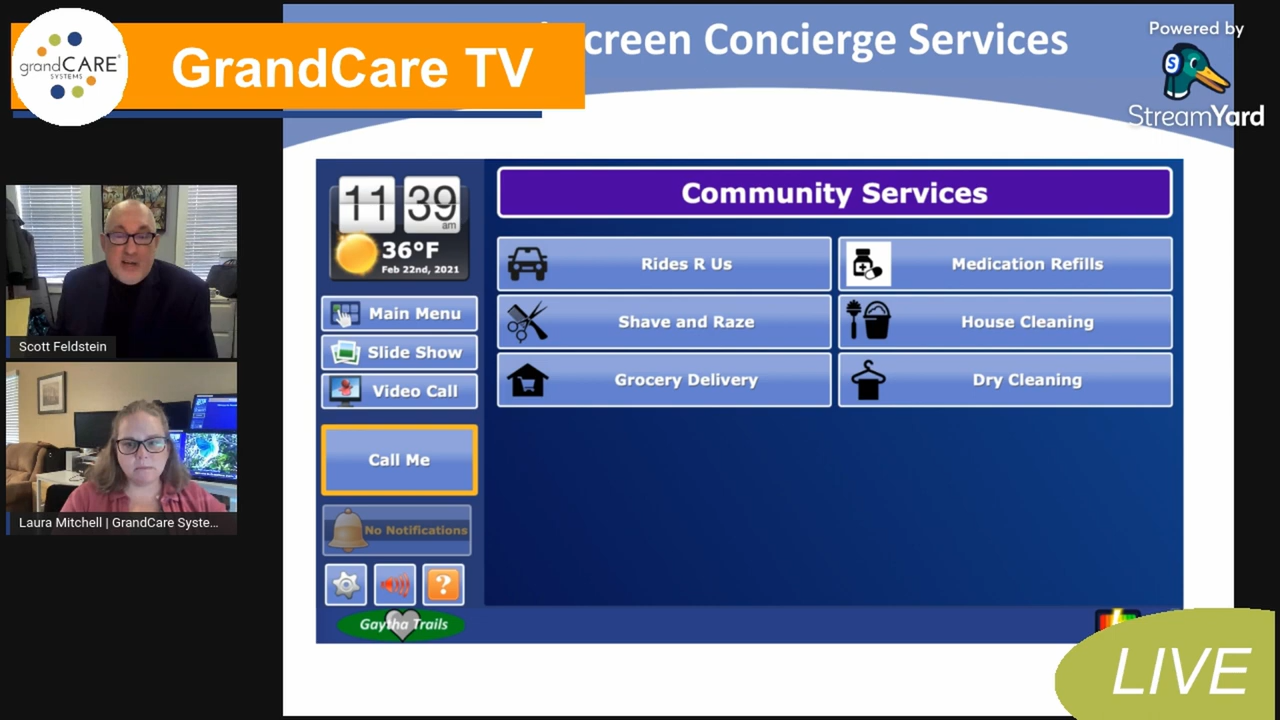 grandCARE
SYSTEMS
GrandCare TV
creen Concierge Services
Powered by
S
StreamYard
11 39
am
36°F
Feb 22nd, 2021
Community Services
Rides R Us
Medication Refills
Shave and Raze
House Cleaning
Grocery Delivery
Dry Cleaning
Main Menu
Slide Show
Video Call
Call Me
No Notifications
?
Gaytha Trails
Scott Feldstein
Laura Mitchell | GrandCare Syste...
LIVE